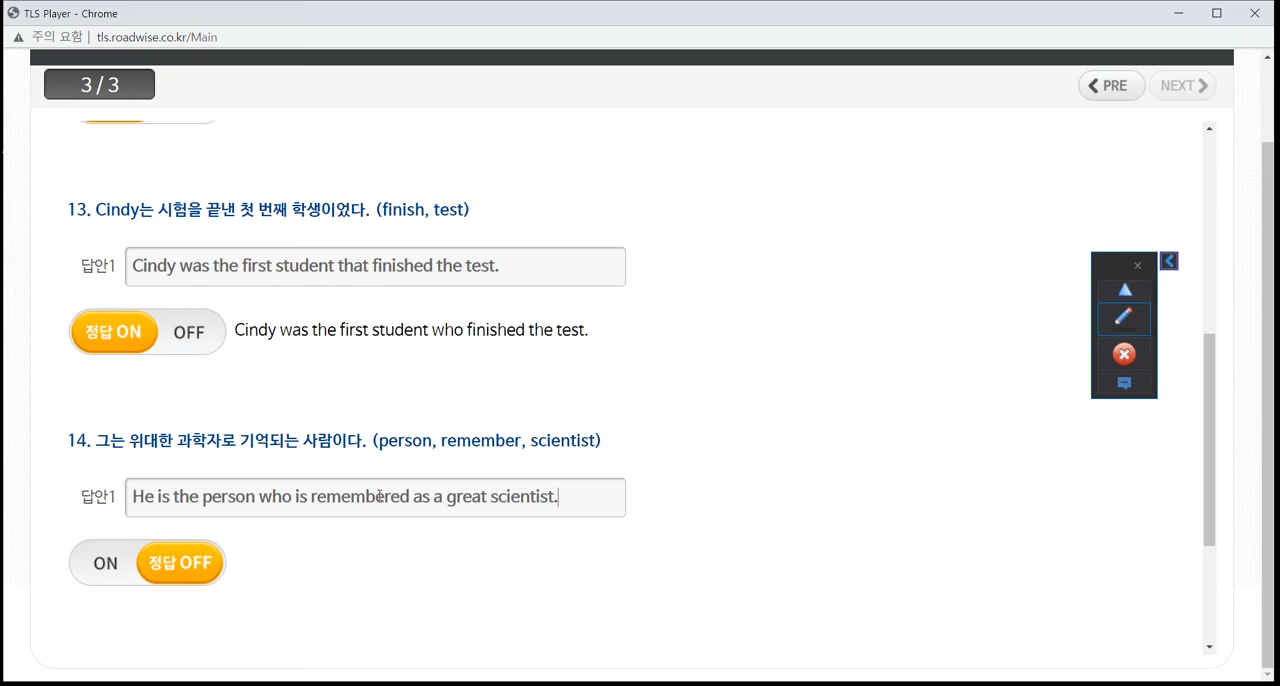 TLS Player - Chrome
주의 요함 | tls.roadwise.co.kr/Main
3 / 3
PRE
NEXT
13. Cindy는 시험을 끝낸 첫 번째 학생이었다. (finish, test)
답안1 Cindy was the first student that finished the test.
정답 ON OFF Cindy was the first student who finished the test.
14. 그는 위대한 과학자로 기억되는 사람이다. (person, remember, scientist)
답안1 He is the person who is remembered as a great scientist.
ON 정답 OFF